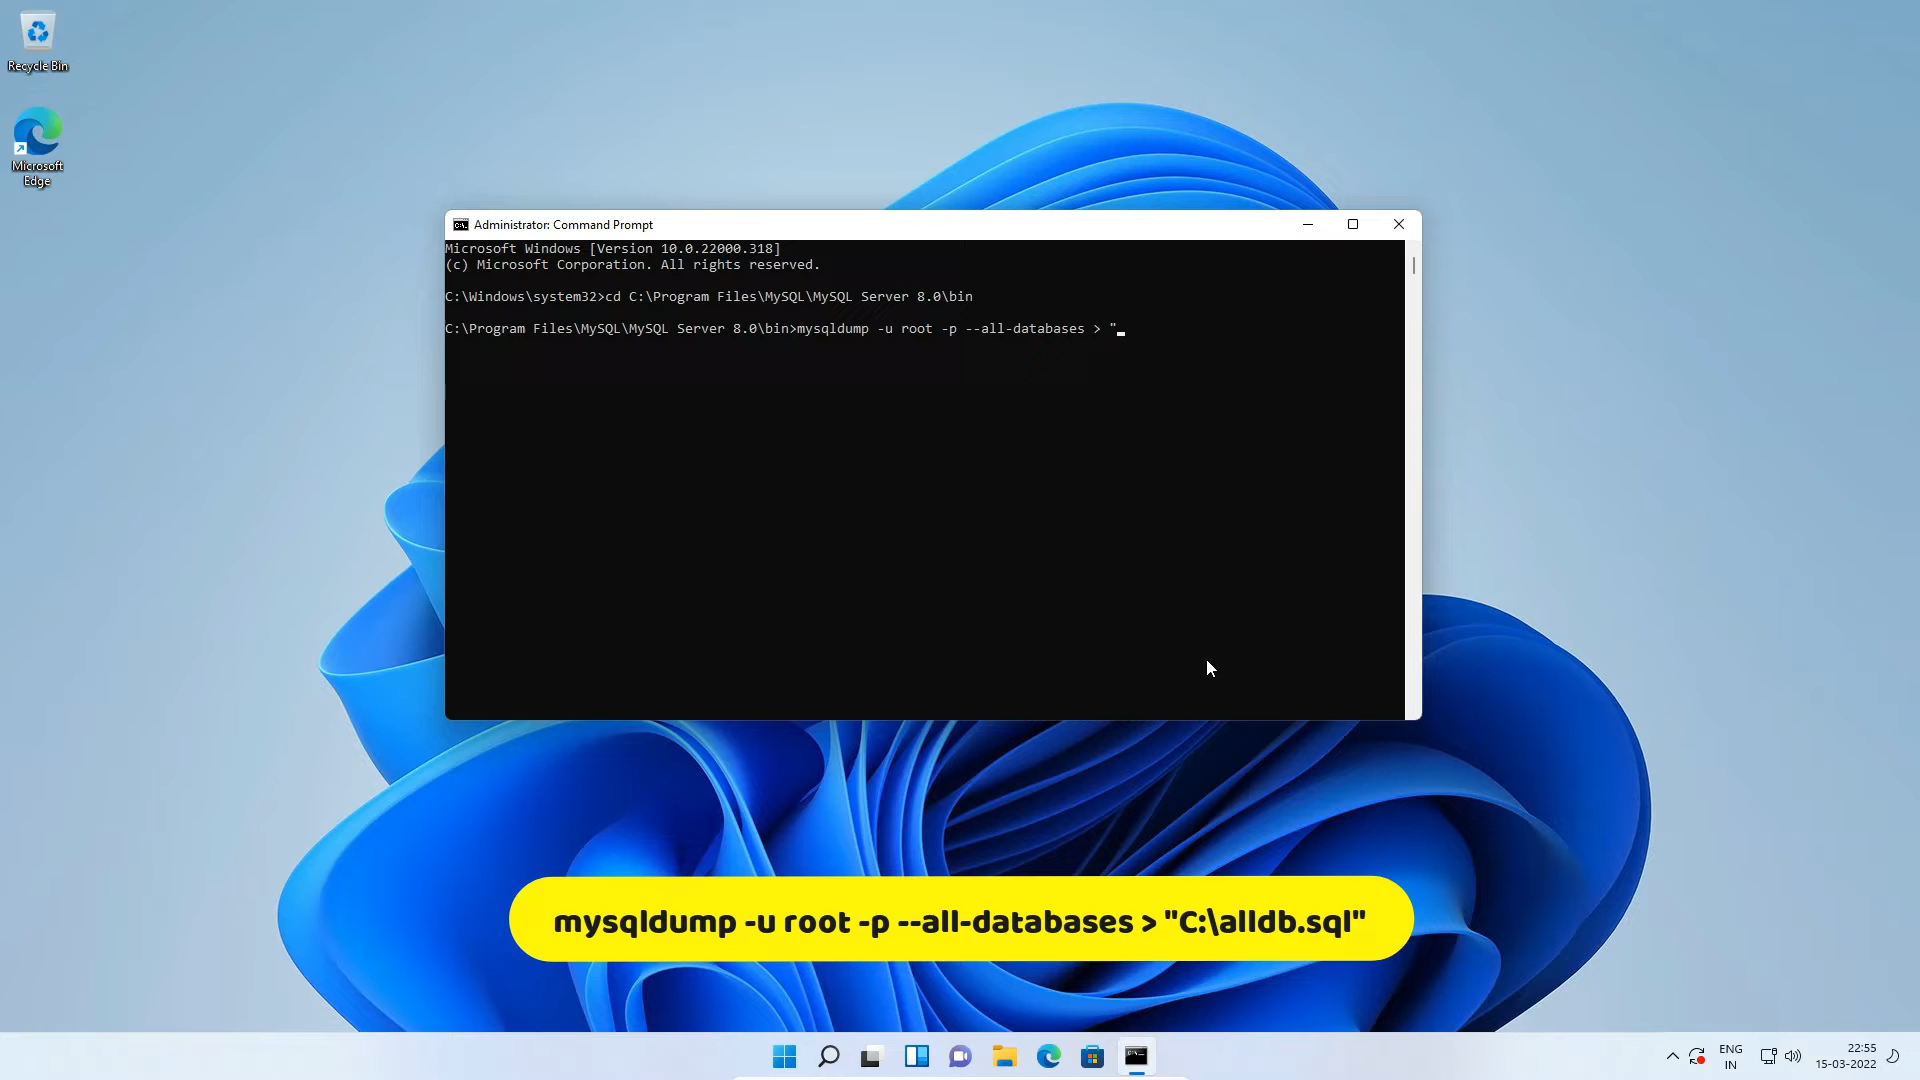 Recycle Bin
Microsoft
Edge
Administrator: Command Prompt
Microsoft Windows [Version 10.0.22000.318]
(c) Microsoft Corporation. All rights reserved.
C:\Windows\system32>cd C:\Program Files\MySQL\MySQL Server 8.0\bin
C:\Program Files\MySQL\MySQL Server 8.0\bin>mysqldump -u root -p --all-databases > "
mysqldump -u root -p --all-databases > "C:\alldb.sql"
ENG
IN
22:55
15-03-2022